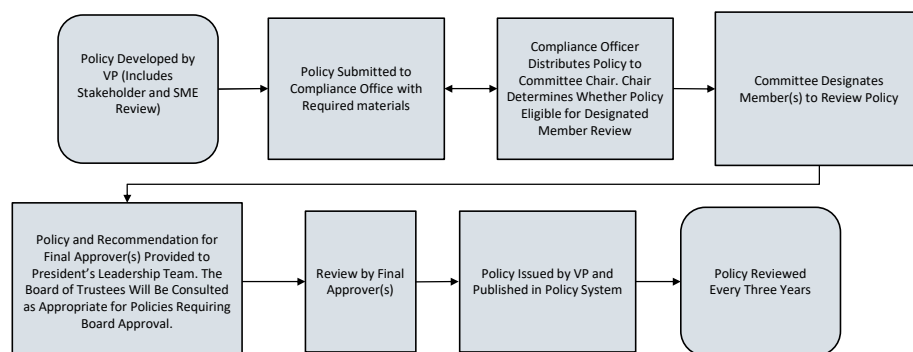 Policy Developed by
VP (Includes
Stakeholder and SME
Review)
Policy Submitted to
Compliance Office with
Required materials
Compliance Officer
Distributes Policy to
Committee Chair. Chair
Determines Whether Policy
Eligible for Designated
Member Review
Committee Designates
Member(s) to Review Policy
Policy and Recommendation for
Final Approver(s) Provided to
President’s Leadership Team. The
Board of Trustees Will Be Consulted
as Appropriate for Policies Requiring
Board Approval.
Review by Final
Approver(s)
Policy Issued by VP and
Published in Policy System
Policy Reviewed
Every Three Years